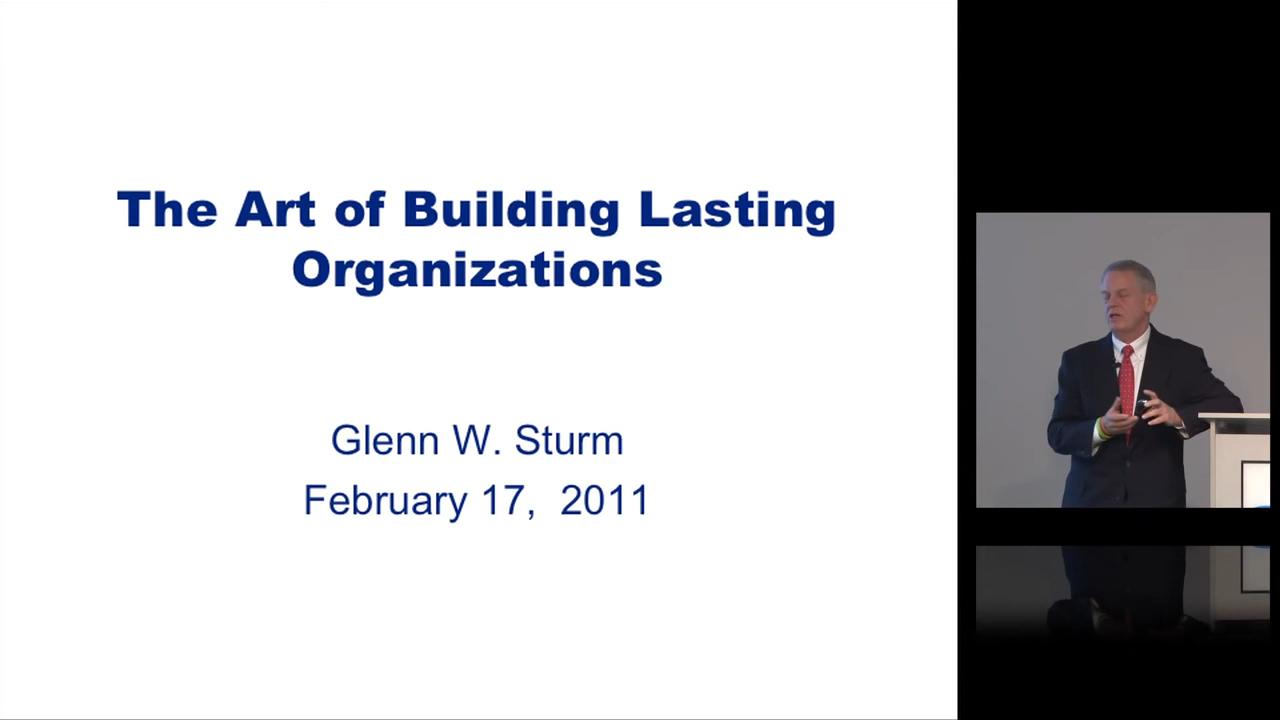 The Art of Building Lasting
Organizations
Glenn W. Sturm
February 17,  2011